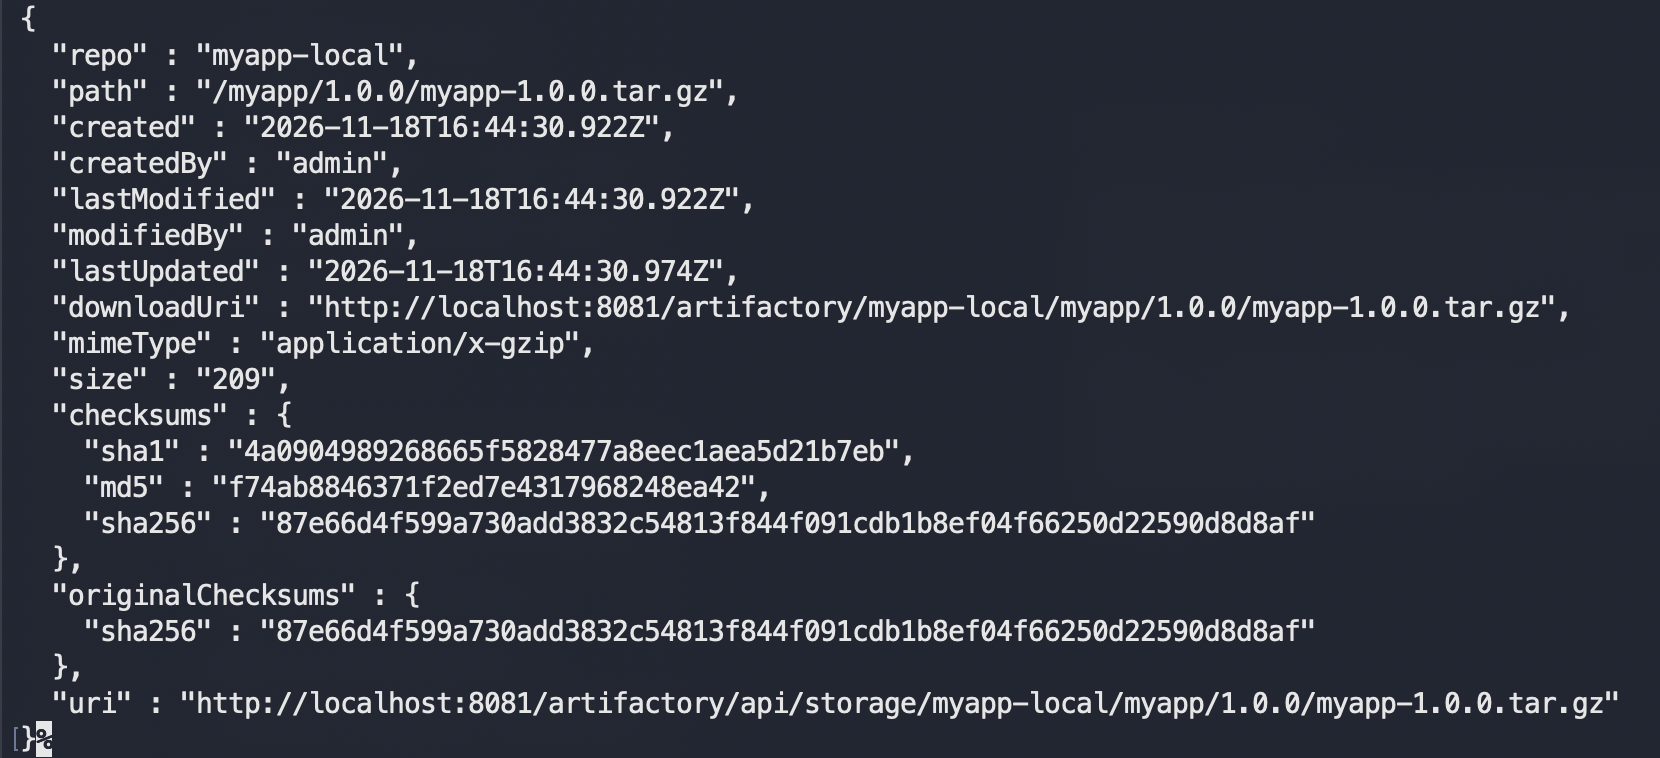 {
  "repo" : "myapp-local",
  "path" : "/myapp/1.0.0/myapp-1.0.0.tar.gz",
  "created" : "2026-11-18T16:44:30.922Z",
  "createdBy" : "admin",
  "lastModified" : "2026-11-18T16:44:30.922Z",
  "modifiedBy" : "admin",
  "lastUpdated" : "2026-11-18T16:44:30.974Z",
  "downloadUri" : "http://localhost:8081/artifactory/myapp-local/myapp/1.0.0/myapp-1.0.0.tar.gz",
  "mimeType" : "application/x-gzip",
  "size" : "209",
  "checksums" : {
    "sha1" : "4a0904989268665f5828477a8eec1aea5d21b7eb",
    "md5" : "f74ab8846371f2ed7e4317968248ea42",
    "sha256" : "87e66d4f599a730add3832c54813f844f091cdb1b8ef04f66250d22590d8d8af"
  },
  "originalChecksums" : {
    "sha256" : "87e66d4f599a730add3832c54813f844f091cdb1b8ef04f66250d22590d8d8af"
  },
  "uri" : "http://localhost:8081/artifactory/api/storage/myapp-local/myapp/1.0.0/myapp-1.0.0.tar.gz"
[}%